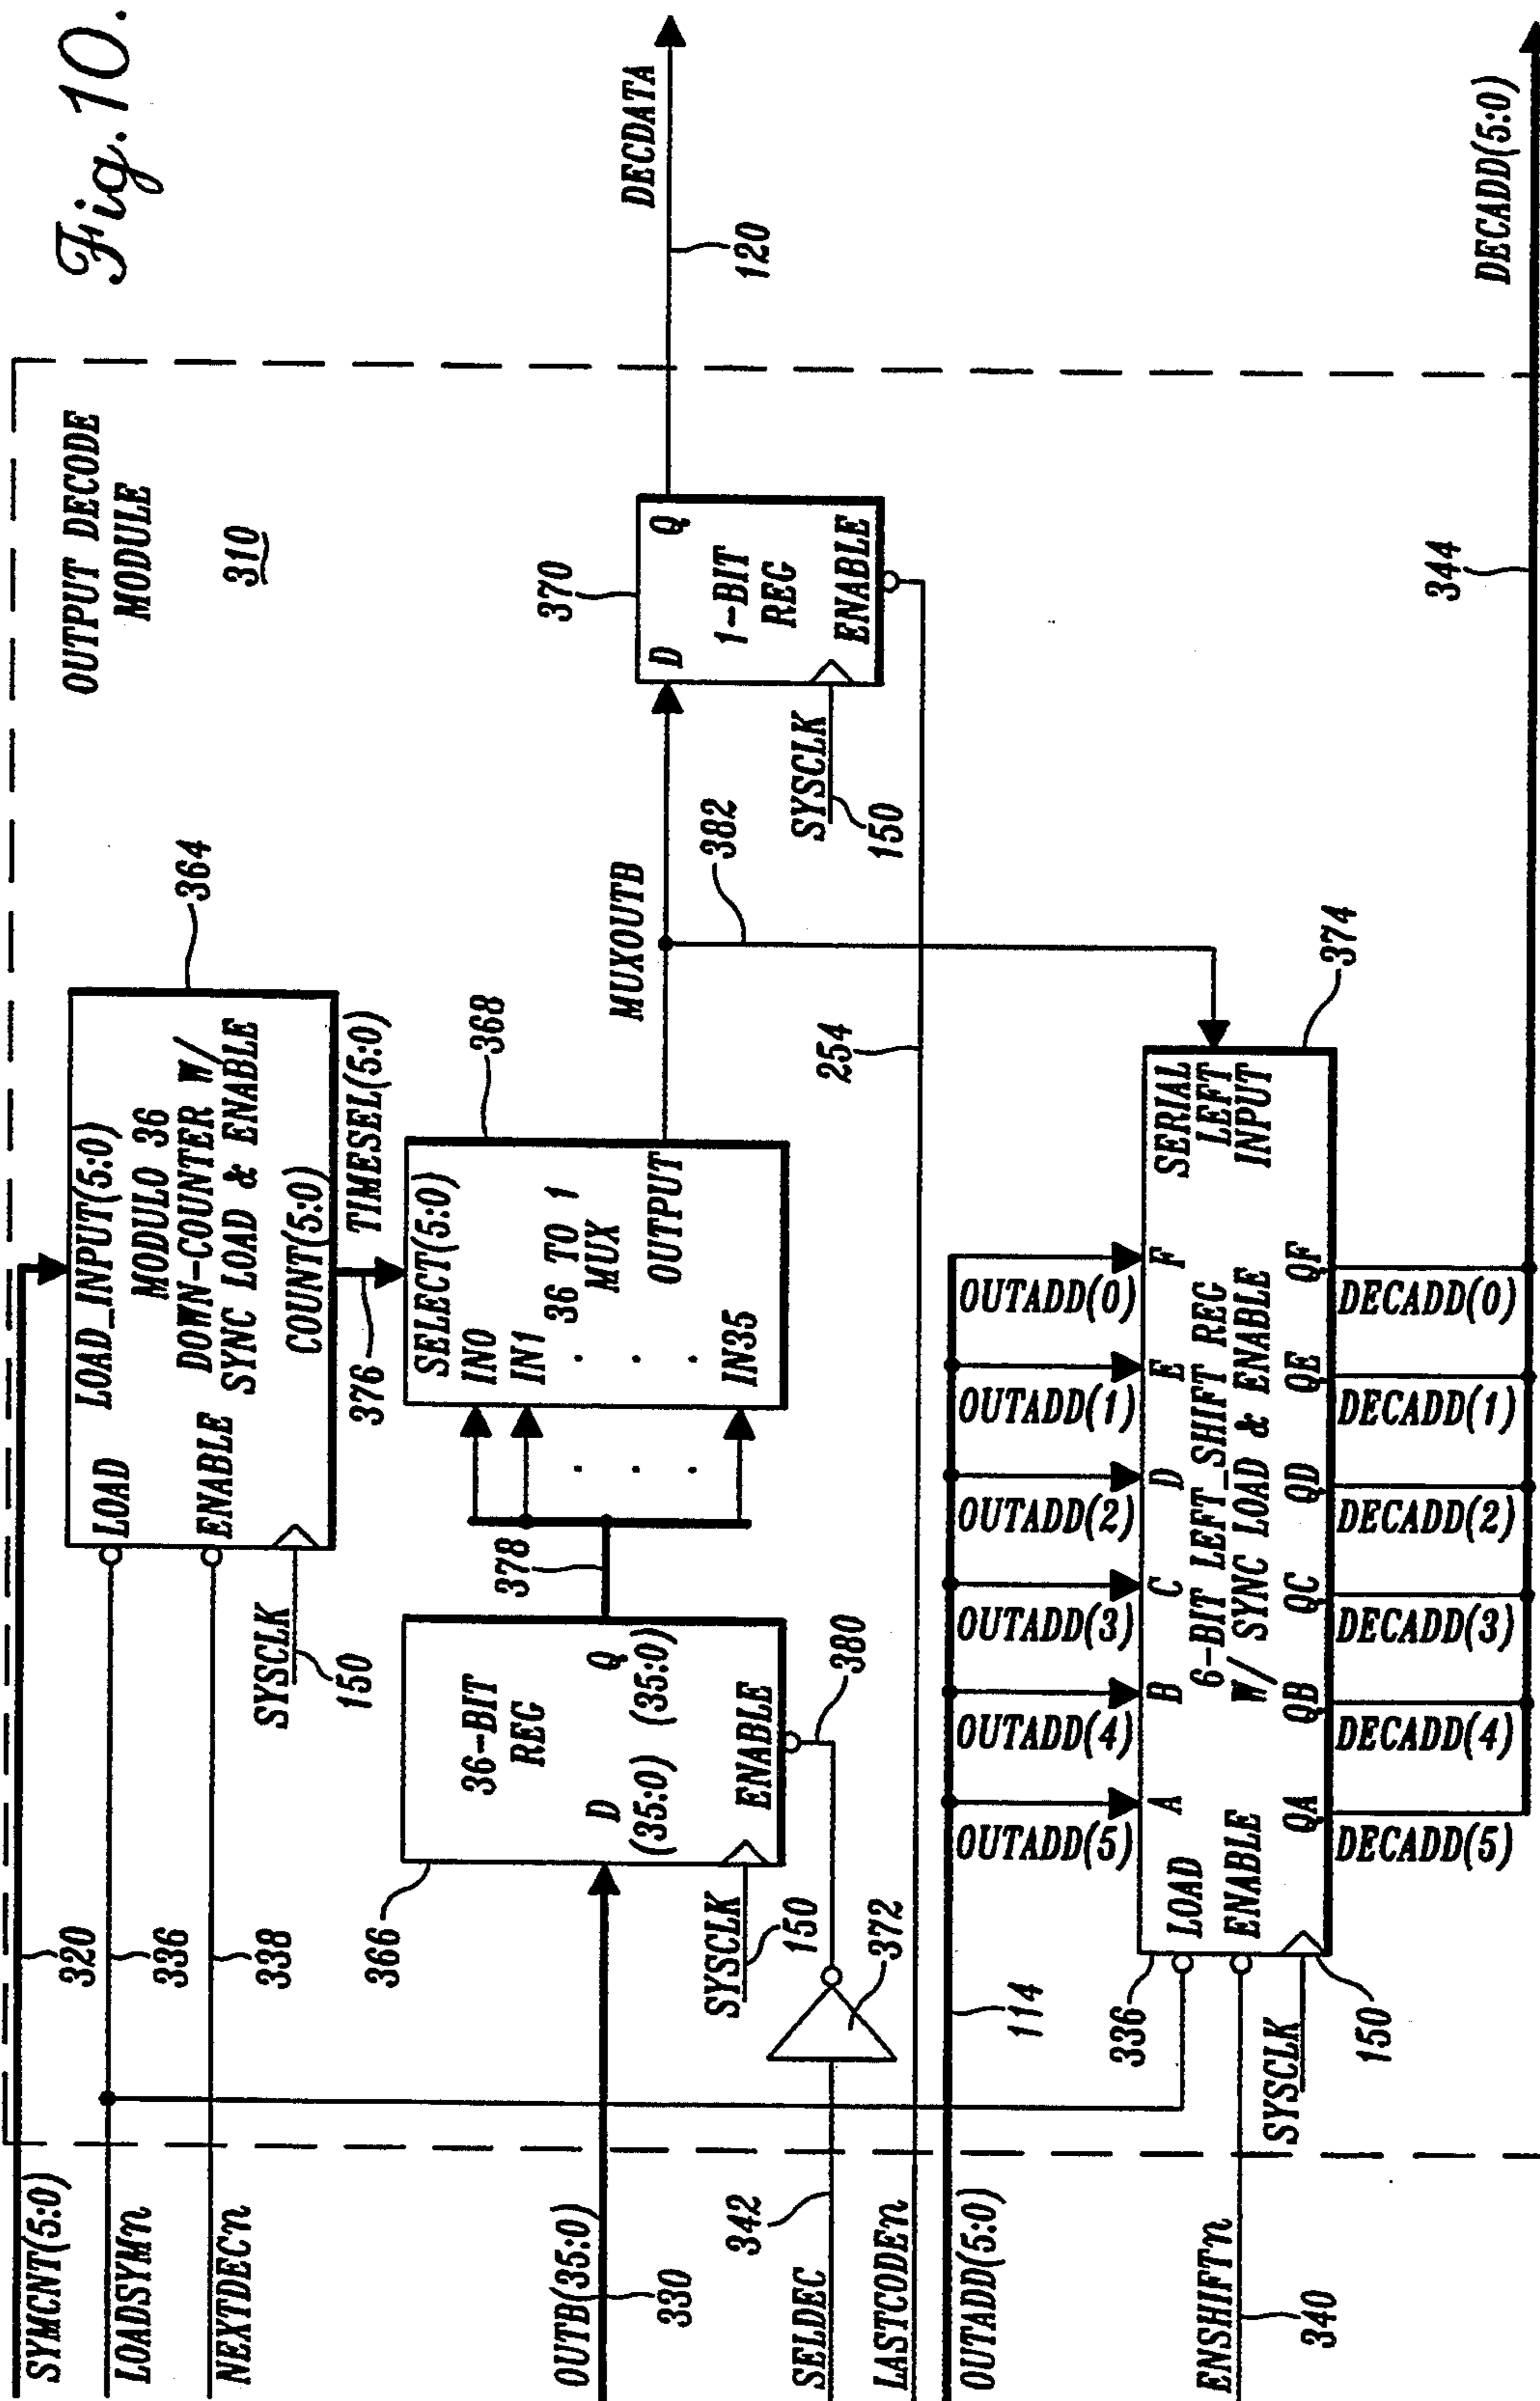 Fig.10.
OUTPUT DECODE
MODULE
310
SYMCNT(5:0)
320
LOADSYMn
336
NEXTDECn
338
LOAD
LOAD_INPUT(5:0)
MODULO 36
DOWN-COUNTER W/
SYNC LOAD & ENABLE
ENABLE
COUNT(5:0)
364
SYSCLK
150
376
TIMESEL(5:0)
OUTB(35:0)
330
366
36-BIT
REG
D
(35:0)
Q
(35:0)
ENABLE
SYSCLK
150
378
380
SELECT(5:0)
IN0
IN1
36 TO 1
MUX
OUTPUT
. . .
IN35
. . .
368
MUXOUTB
382
370
D
Q
1-BIT
REG
ENABLE
SYSCLK
150
DECDATA
120
SELDEC
342
372
LASTCODEn
254
OUTADD(5:0)
114
OUTADD(5)
OUTADD(4)
OUTADD(3)
OUTADD(2)
OUTADD(1)
OUTADD(0)
ENSHIFTn
340
336
LOAD
ENABLE
SYSCLK
150
A
B
C
D
E
F
6-BIT LEFT_SHIFT REG
W/ SYNC LOAD & ENABLE
SERIAL
LEFT
INPUT
374
QA
QB
QC
QD
QE
QF
DECADD(5)
DECADD(4)
DECADD(3)
DECADD(2)
DECADD(1)
DECADD(0)
344
DECADD(5:0)